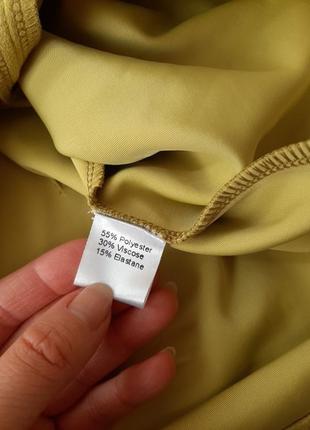 55% Polyester
30% Viscose
15% Elastane